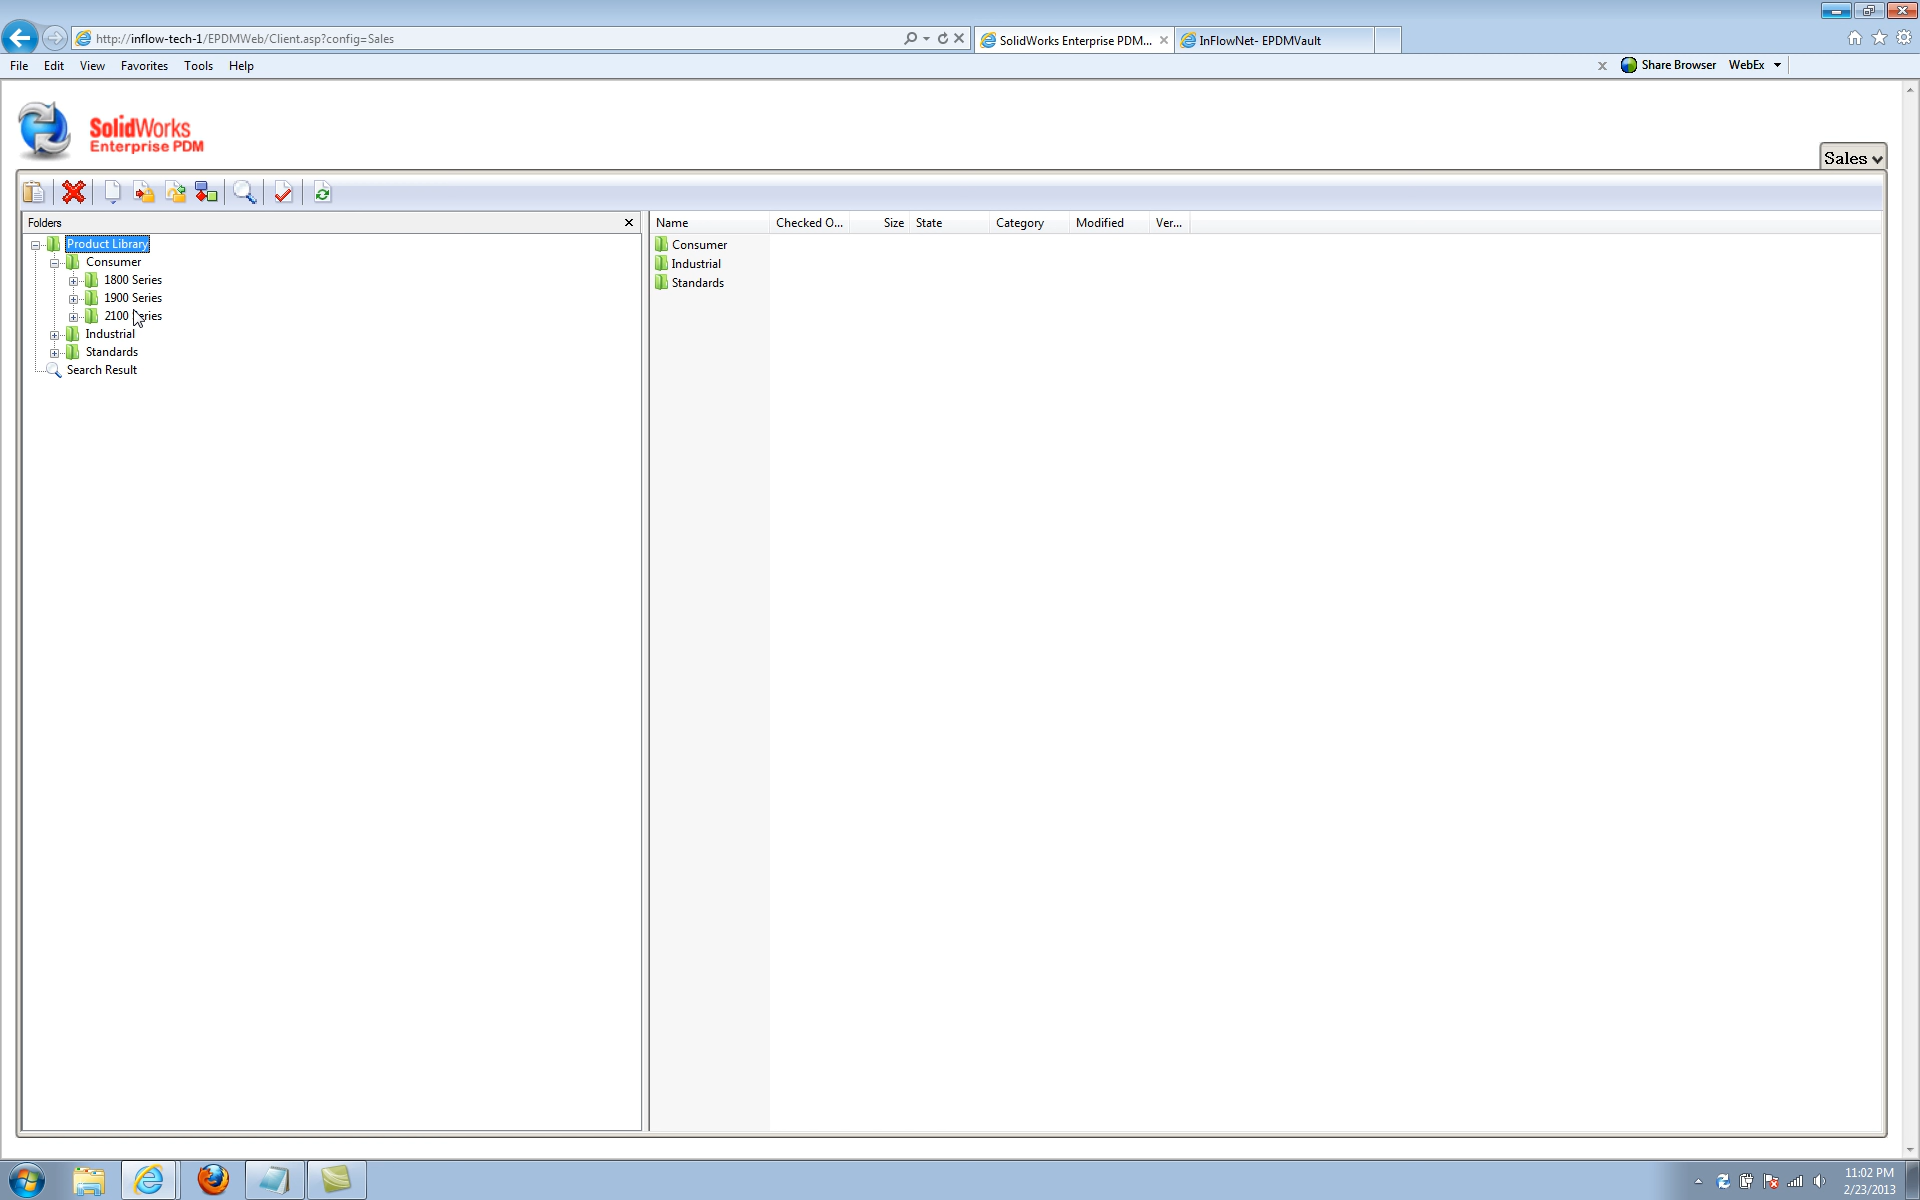 http://inflow-tech-1/EPDMWeb/Client.asp?config=Sales
SolidWorks Enterprise PDM...
InFlowNet- EPDMVault
File Edit View Favorites Tools Help
Share Browser WebEx
SolidWorks
Enterprise PDM
Sales
Folders
Name Checked O... Size State Category Modified Ver...
Product Library
Consumer
1800 Series
1900 Series
2100
Industrial
Standards
Search Result
Consumer
Industrial
Standards
11:02 PM
2/23/2013